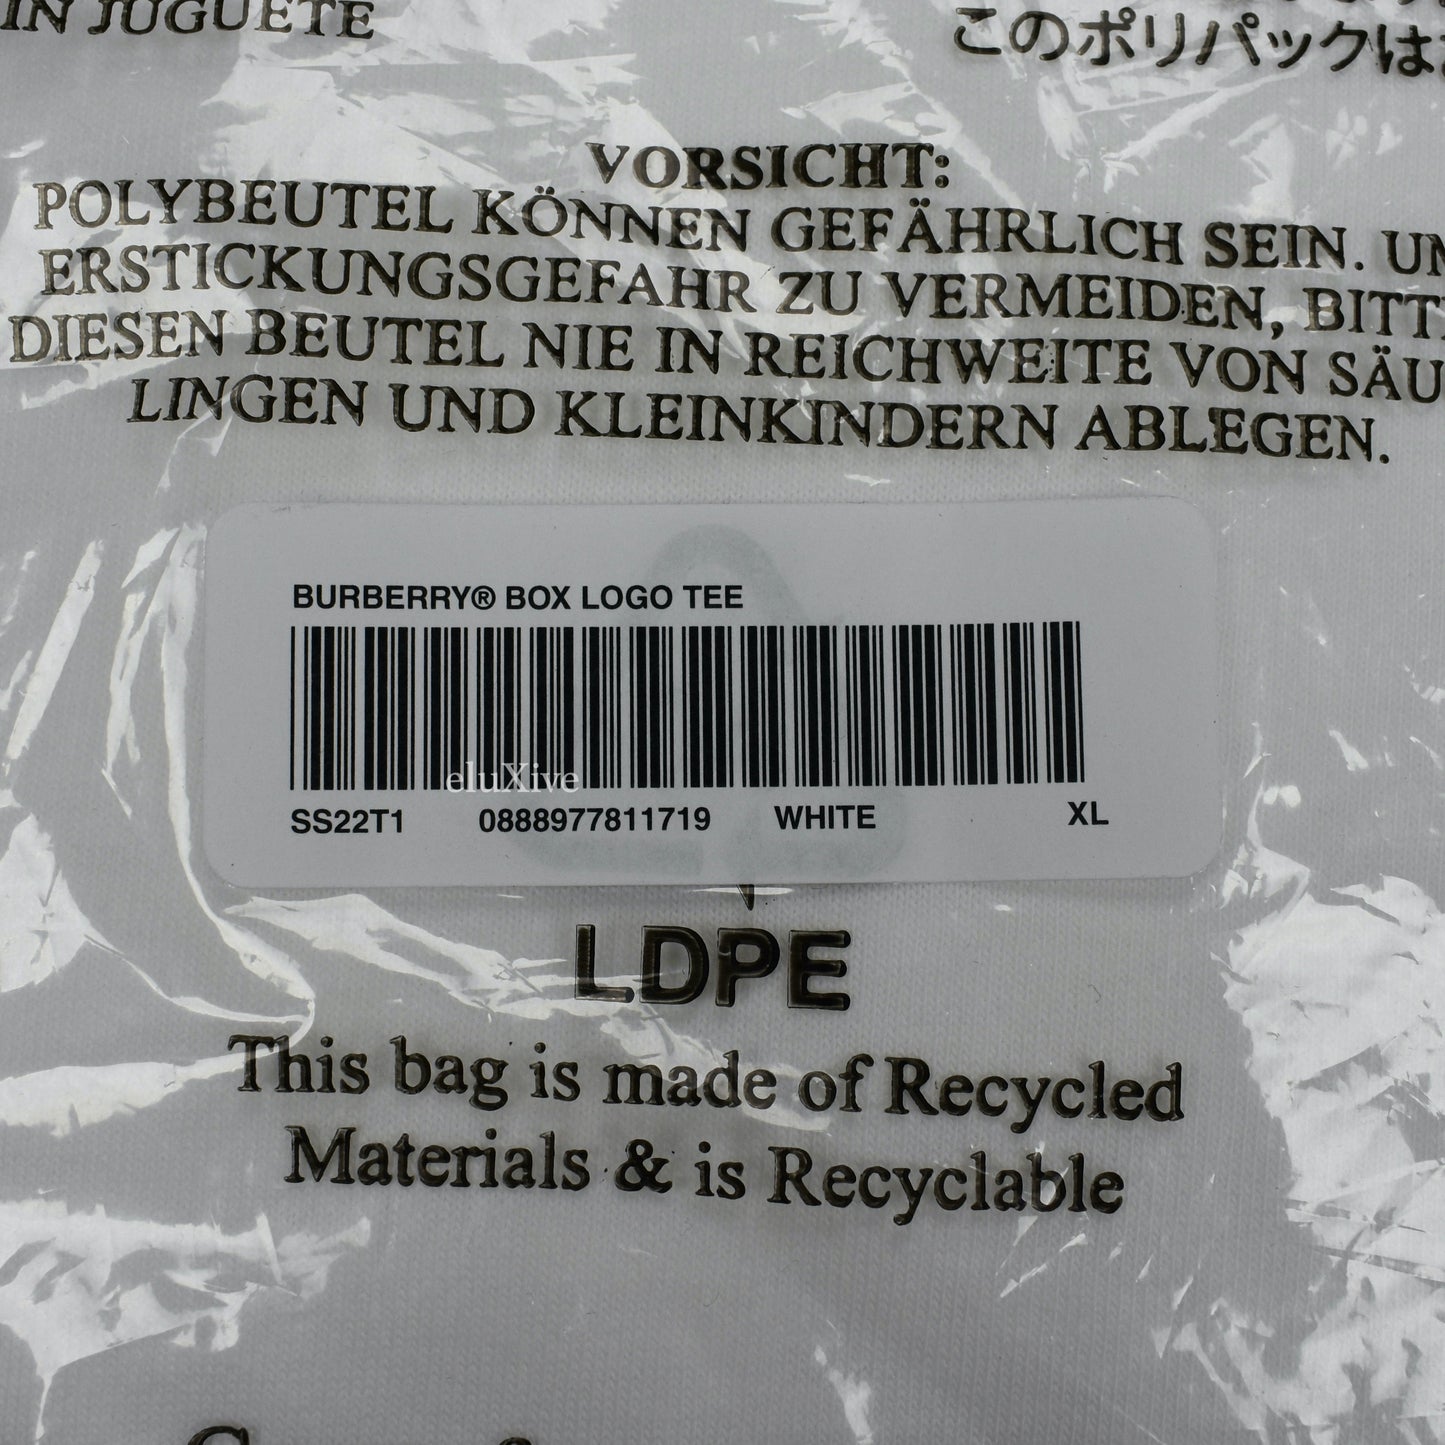 IN JUGUETE
このポリパックは
VORSICHT:
POLYBEUTEL KÖNNEN GEFÄHRLICH SEIN. UM
ERSTICKUNGSGEFAHR ZU VERMEIDEN, BITTE
DIESEN BEUTEL NIE IN REICHWEITE VON SÄU
LINGEN UND KLEINKINDERN ABLEGEN.
BURBERRY® BOX LOGO TEE
eluXive
SS22T1 0888977811719 WHITE XL
LDPE
This bag is made of Recycled
Materials & is Recyclable